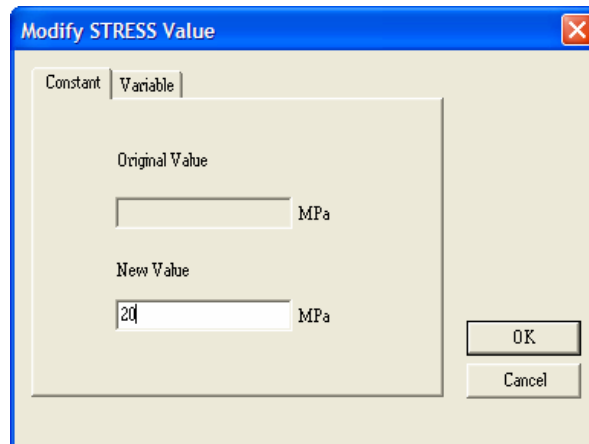 Modify STRESS Value
Constant Variable
Original Value
MPa
New Value
20 MPa
OK
Cancel